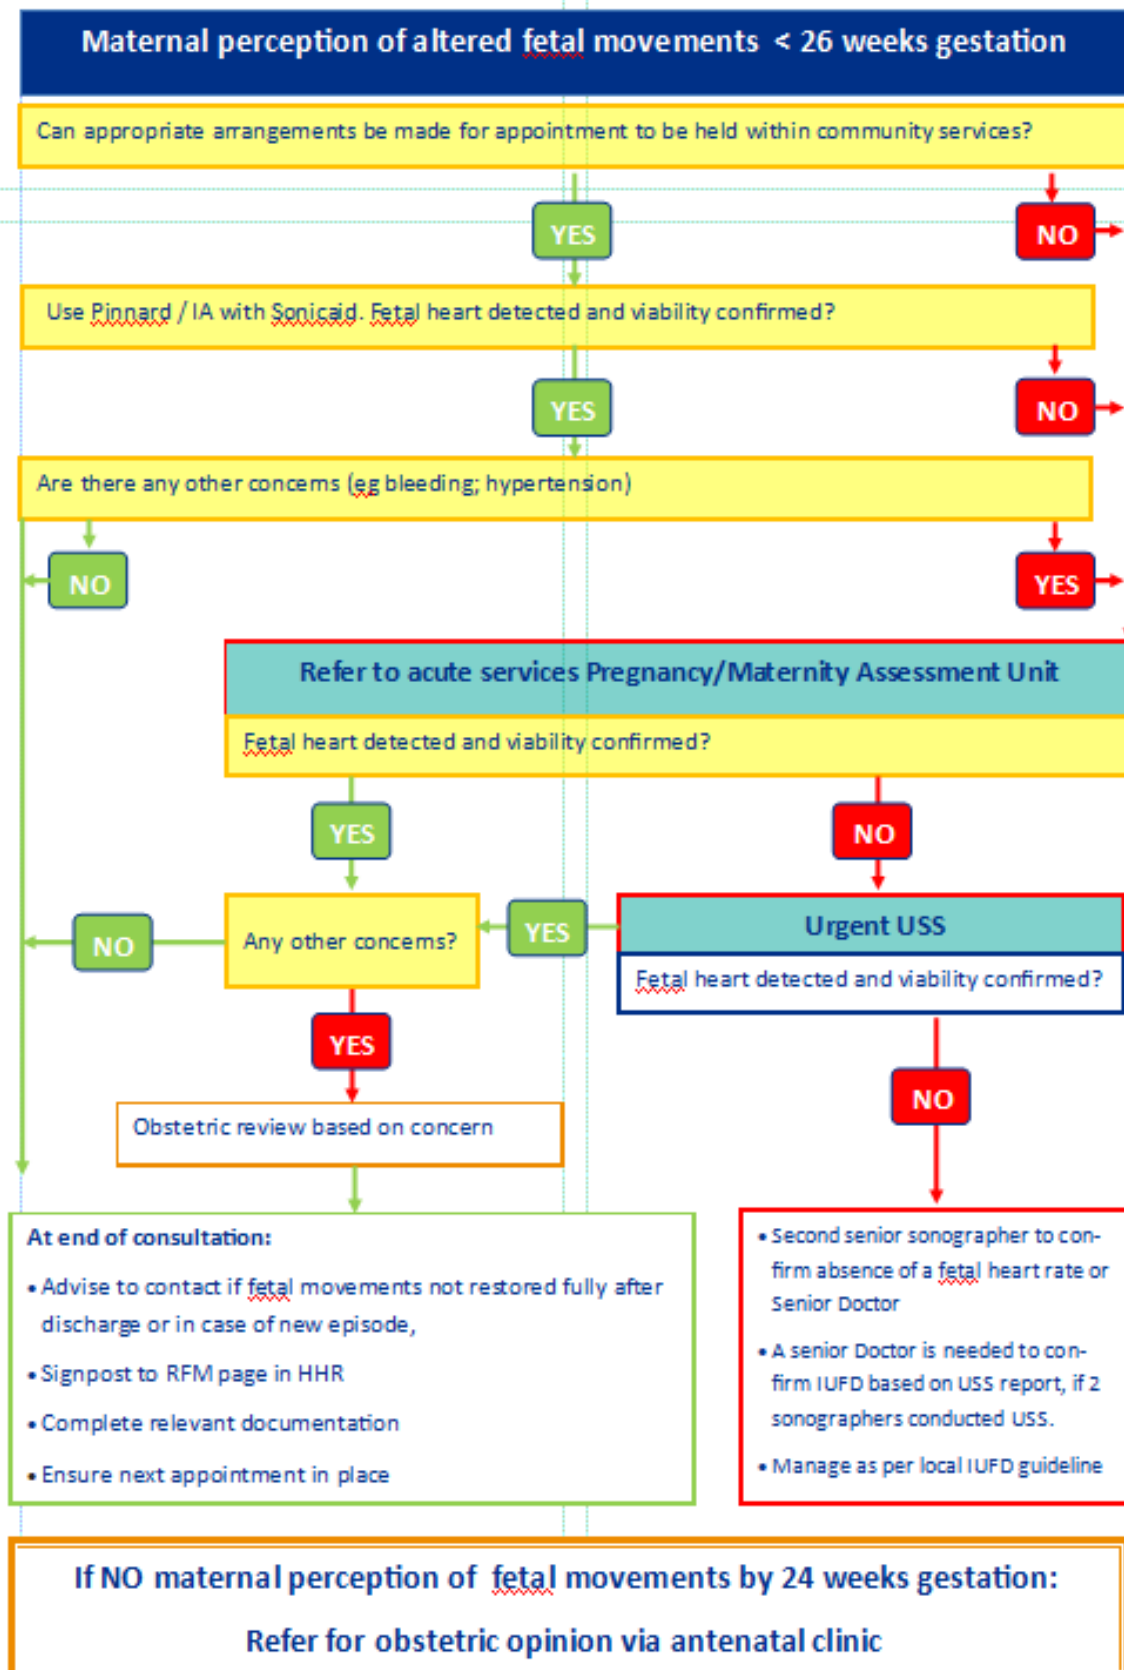 Maternal perception of altered fetal movements < 26 weeks gestation
Can appropriate arrangements be made for appointment to be held within community services?
YES
NO
Use Pinnard / IA with Sonicaid. Fetal heart detected and viability confirmed?
YES
NO
Are there any other concerns (eg bleeding; hypertension)
NO
YES
Refer to acute services Pregnancy/Maternity Assessment Unit
Fetal heart detected and viability confirmed?
YES
NO
Urgent USS
Fetal heart detected and viability confirmed?
YES
Any other concerns?
NO
YES
NO
Obstetric review based on concern
At end of consultation:
• Advise to contact if fetal movements not restored fully after
discharge or in case of new episode,
• Signpost to RFM page in HHR
• Complete relevant documentation
• Ensure next appointment in place
• Second senior sonographer to con-
firm absence of a fetal heart rate or
Senior Doctor
• A senior Doctor is needed to con-
firm IUFD based on USS report, if 2
sonographers conducted USS.
• Manage as per local IUFD guideline
If NO maternal perception of fetal movements by 24 weeks gestation:
Refer for obstetric opinion via antenatal clinic